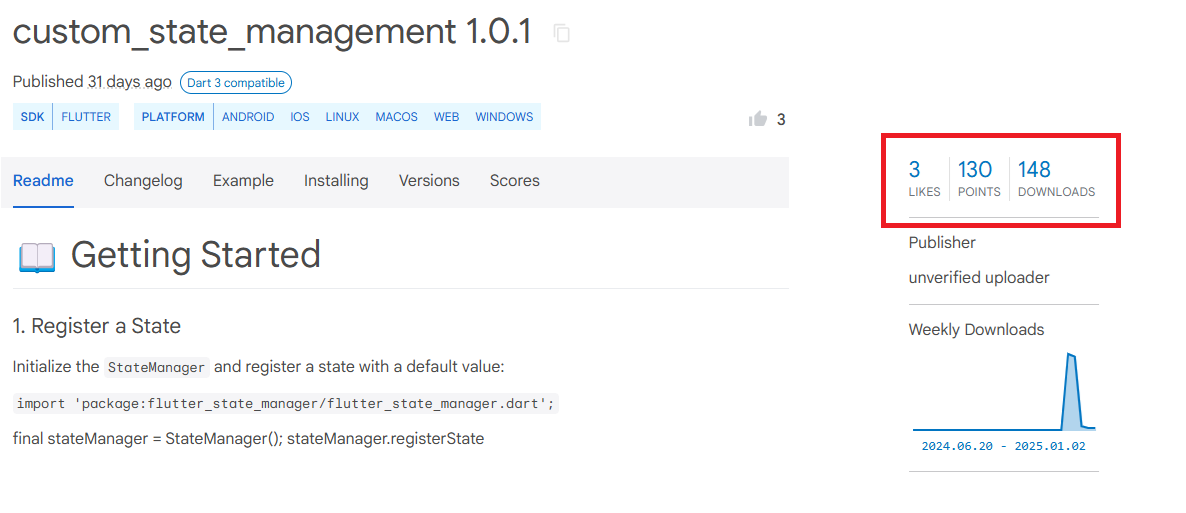 custom_state_management 1.0.1
Published 31 days ago Dart 3 compatible
SDK FLUTTER PLATFORM ANDROID IOS LINUX MACOS WEB WINDOWS
3
Readme Changelog Example Installing Versions Scores
📖 Getting Started
1. Register a State
Initialize the StateManager and register a state with a default value:
import 'package:flutter_state_manager/flutter_state_manager.dart';
final stateManager = StateManager(); stateManager.registerState
3 130 148
LIKES POINTS DOWNLOADS
Publisher
unverified uploader
Weekly Downloads
2024.06.20 - 2025.01.02